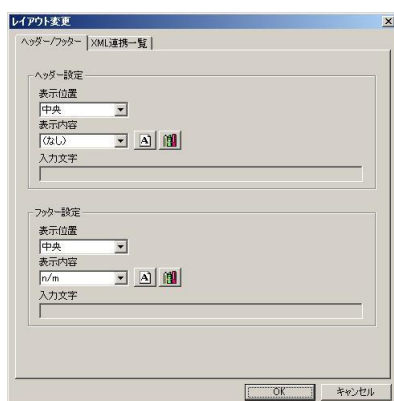 レイアウト変更
ヘッダー/フッター XML連携一覧
ヘッダー設定
表示位置
中央
表示内容
(なし)
A
入力文字
フッター設定
表示位置
中央
表示内容
n/m
A
入力文字
OK キャンセル